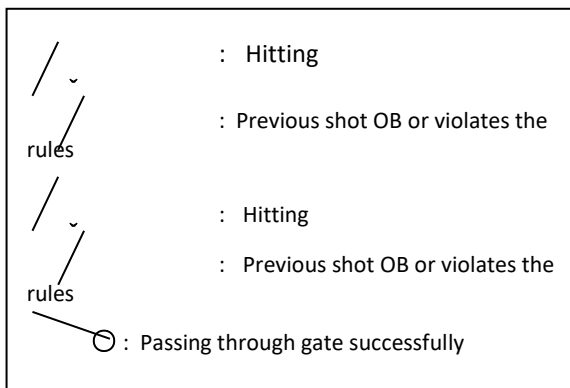 : Hitting
: Previous shot OB or violates the
rules
: Hitting
: Previous shot OB or violates the
rules
: Passing through gate successfully